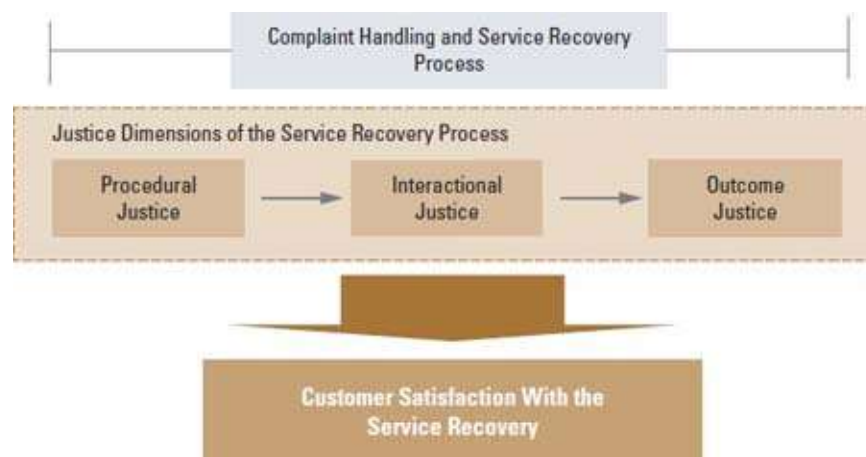 Complaint Handling and Service Recovery
Process
Justice Dimensions of the Service Recovery Process
Procedural
Justice
Interactional
Justice
Outcome
Justice
Customer Satisfaction With the
Service Recovery